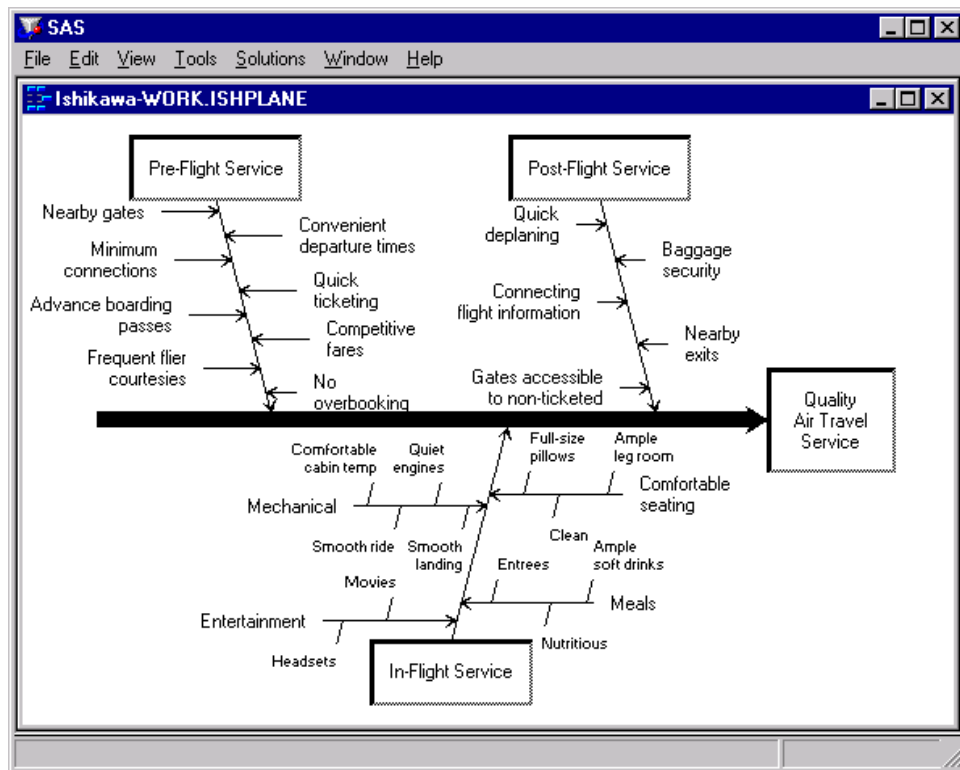 SAS
File Edit View Tools Solutions Window Help
Ishikawa-WORK.ISHPLANE
Pre-Flight Service
Post-Flight Service
Nearby gates
Convenient
departure times
Minimum
connections
Quick
ticketing
Advance boarding
passes
Competitive
fares
Frequent flier
courtesies
No
overbooking
Quick
deplaning
Baggage
security
Connecting
flight information
Nearby
exits
Gates accessible
to non-ticketed
Quality
Air Travel
Service
Comfortable
cabin temp
Quiet
engines
Mechanical
Smooth ride
Smooth
landing
Full-size
pillows
Ample
leg room
Comfortable
seating
Clean
Movies
Entertainment
Headsets
Entrees
Ample
soft drinks
Meals
Nutritious
In-Flight Service